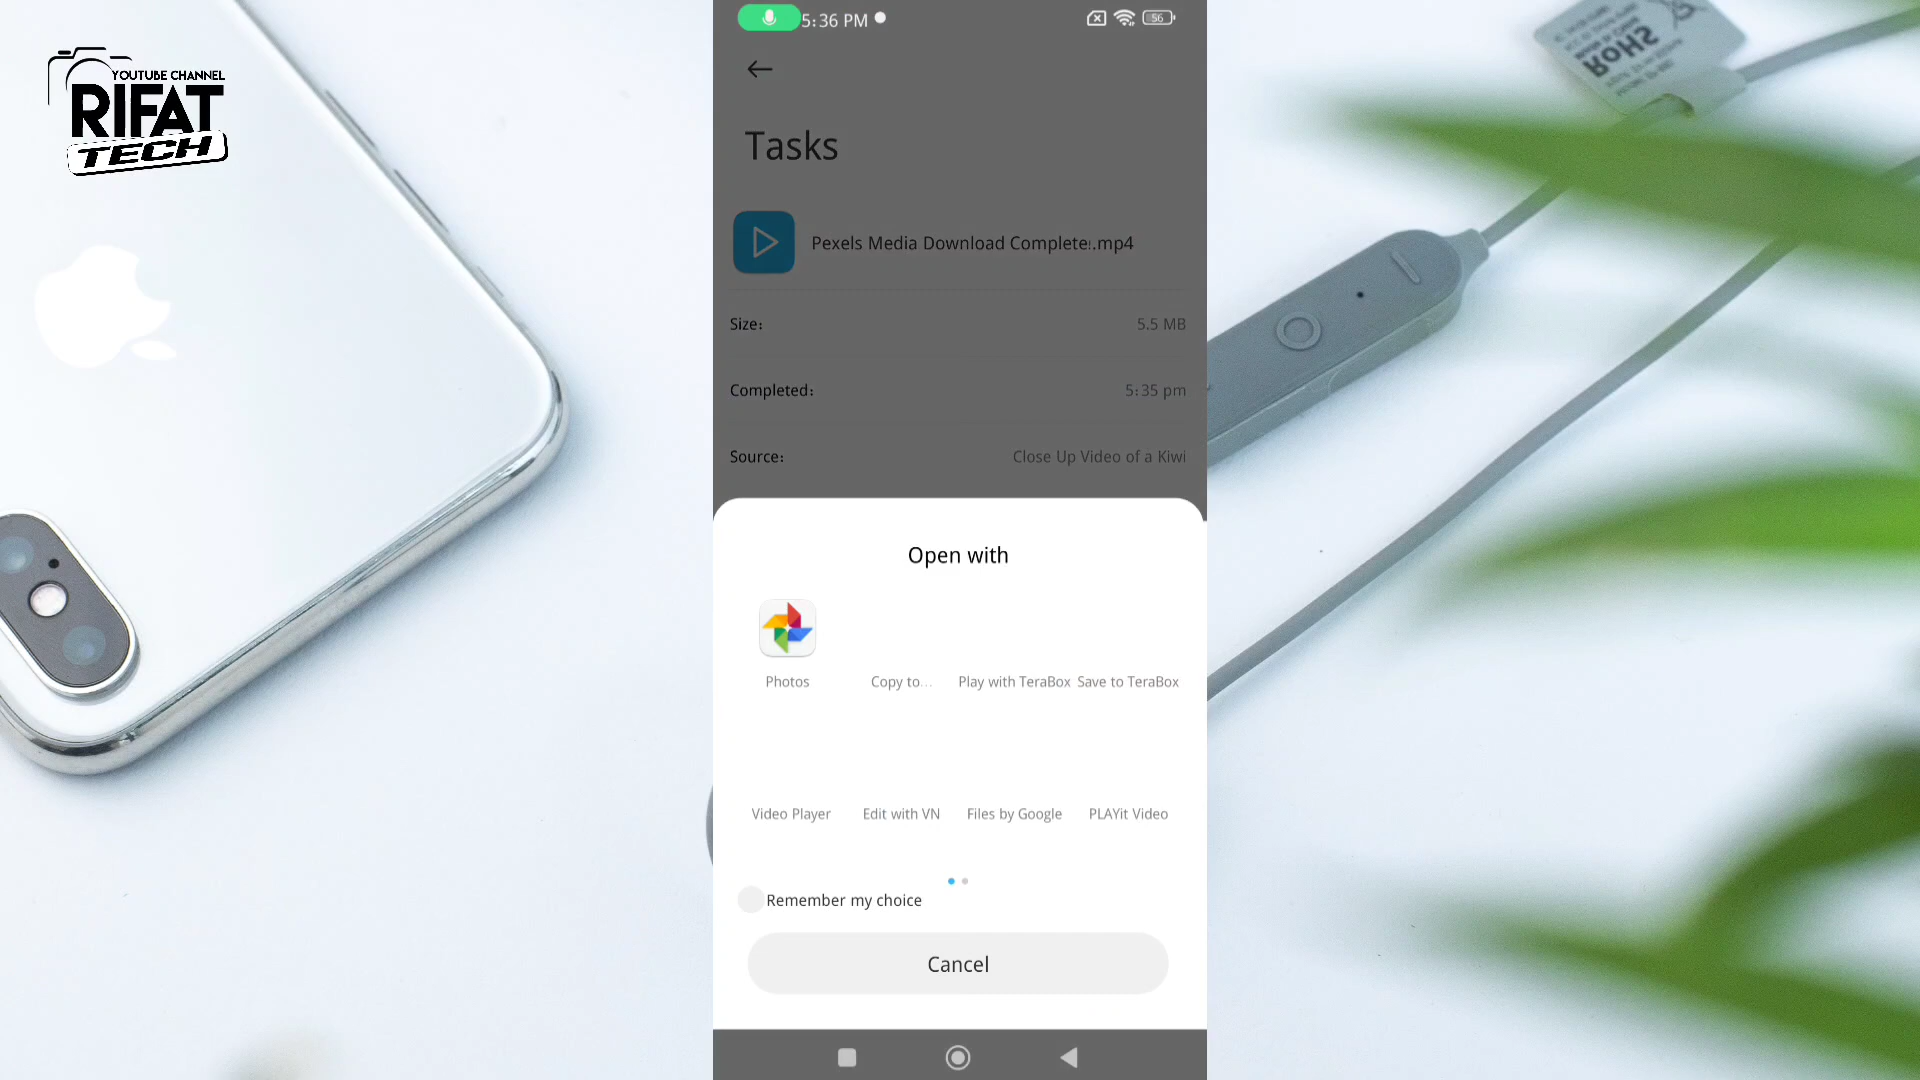 YOUTUBE CHANNEL
RIFAT
TECH
5:36 PM
56
Tasks
Pexels Media Download Complete!.mp4
Size:
5.5 MB
Completed:
5:35 pm
Source:
Close Up Video of a Kiwi
Open with
Photos
Copy to...
Play with TeraBox
Save to TeraBox
Video Player
Edit with VN
Files by Google
PLAYit Video
Remember my choice
Cancel
RoHS